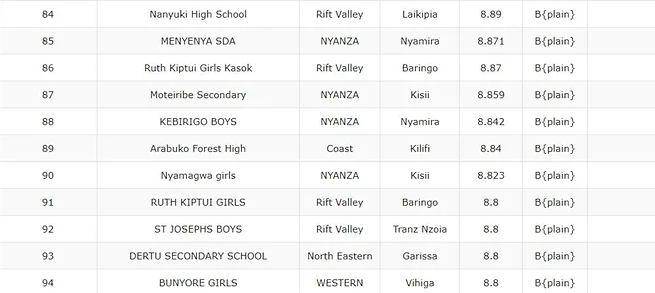 84 Nanyuki High School Rift Valley Laikipia 8.89 B{plain}
85 MENYENYA SDA NYANZA Nyamira 8.871 B{plain}
86 Ruth Kiptui Girls Kasok Rift Valley Baringo 8.87 B{plain}
87 Moteiribe Secondary NYANZA Kisii 8.859 B{plain}
88 KEBIRIGO BOYS NYANZA Nyamira 8.842 B{plain}
89 Arabuko Forest High Coast Kilifi 8.84 B{plain}
90 Nyamagwa girls NYANZA Kisii 8.823 B{plain}
91 RUTH KIPTUI GIRLS Rift Valley Baringo 8.8 B{plain}
92 ST JOSEPHS BOYS Rift Valley Tranz Nzoia 8.8 B{plain}
93 DERTU SECONDARY SCHOOL North Eastern Garissa 8.8 B{plain}
94 BUNYORE GIRLS WESTERN Vihiga 8.8 B{plain}